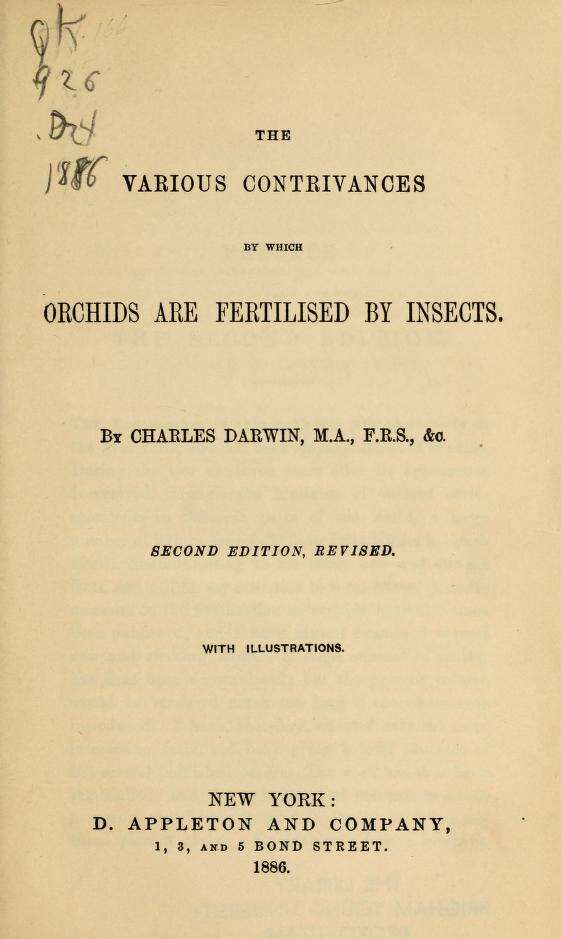 QK
926
.D24
1886
THE
VARIOUS CONTRIVANCES
BY WHICH
ORCHIDS ARE FERTILISED BY INSECTS.
By CHARLES DARWIN, M.A., F.R.S., &c.
SECOND EDITION, REVISED.
WITH ILLUSTRATIONS.
NEW YORK:
D. APPLETON AND COMPANY,
1, 3, AND 5 BOND STREET.
1886.